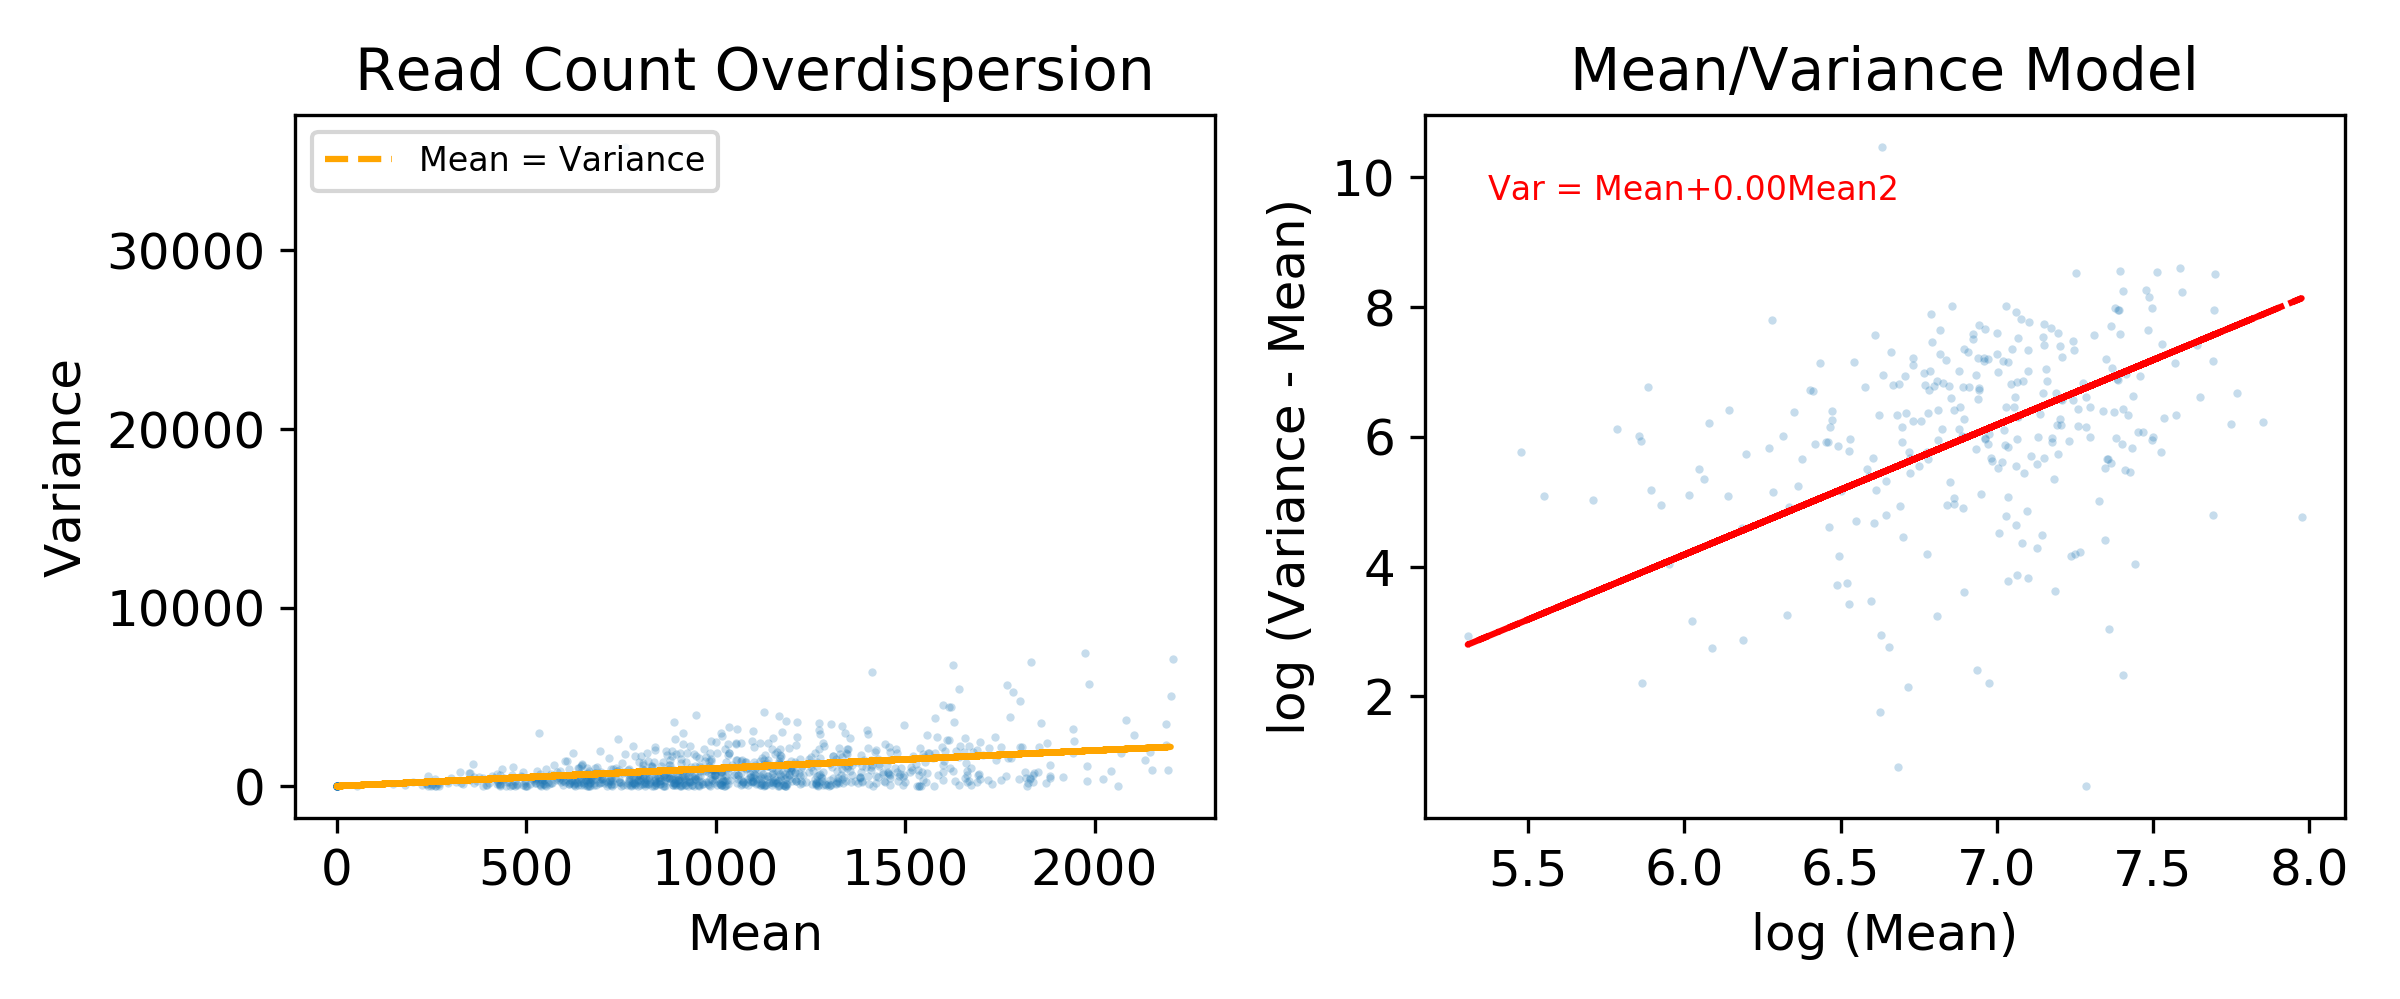 Read Count Overdispersion
Mean = Variance
30000
20000
10000
0
Variance
0 500 1000 1500 2000
Mean
Mean/Variance Model
Var = Mean+0.00Mean2
10
8
6
4
2
log (Variance - Mean)
5.5 6.0 6.5 7.0 7.5 8.0
log (Mean)